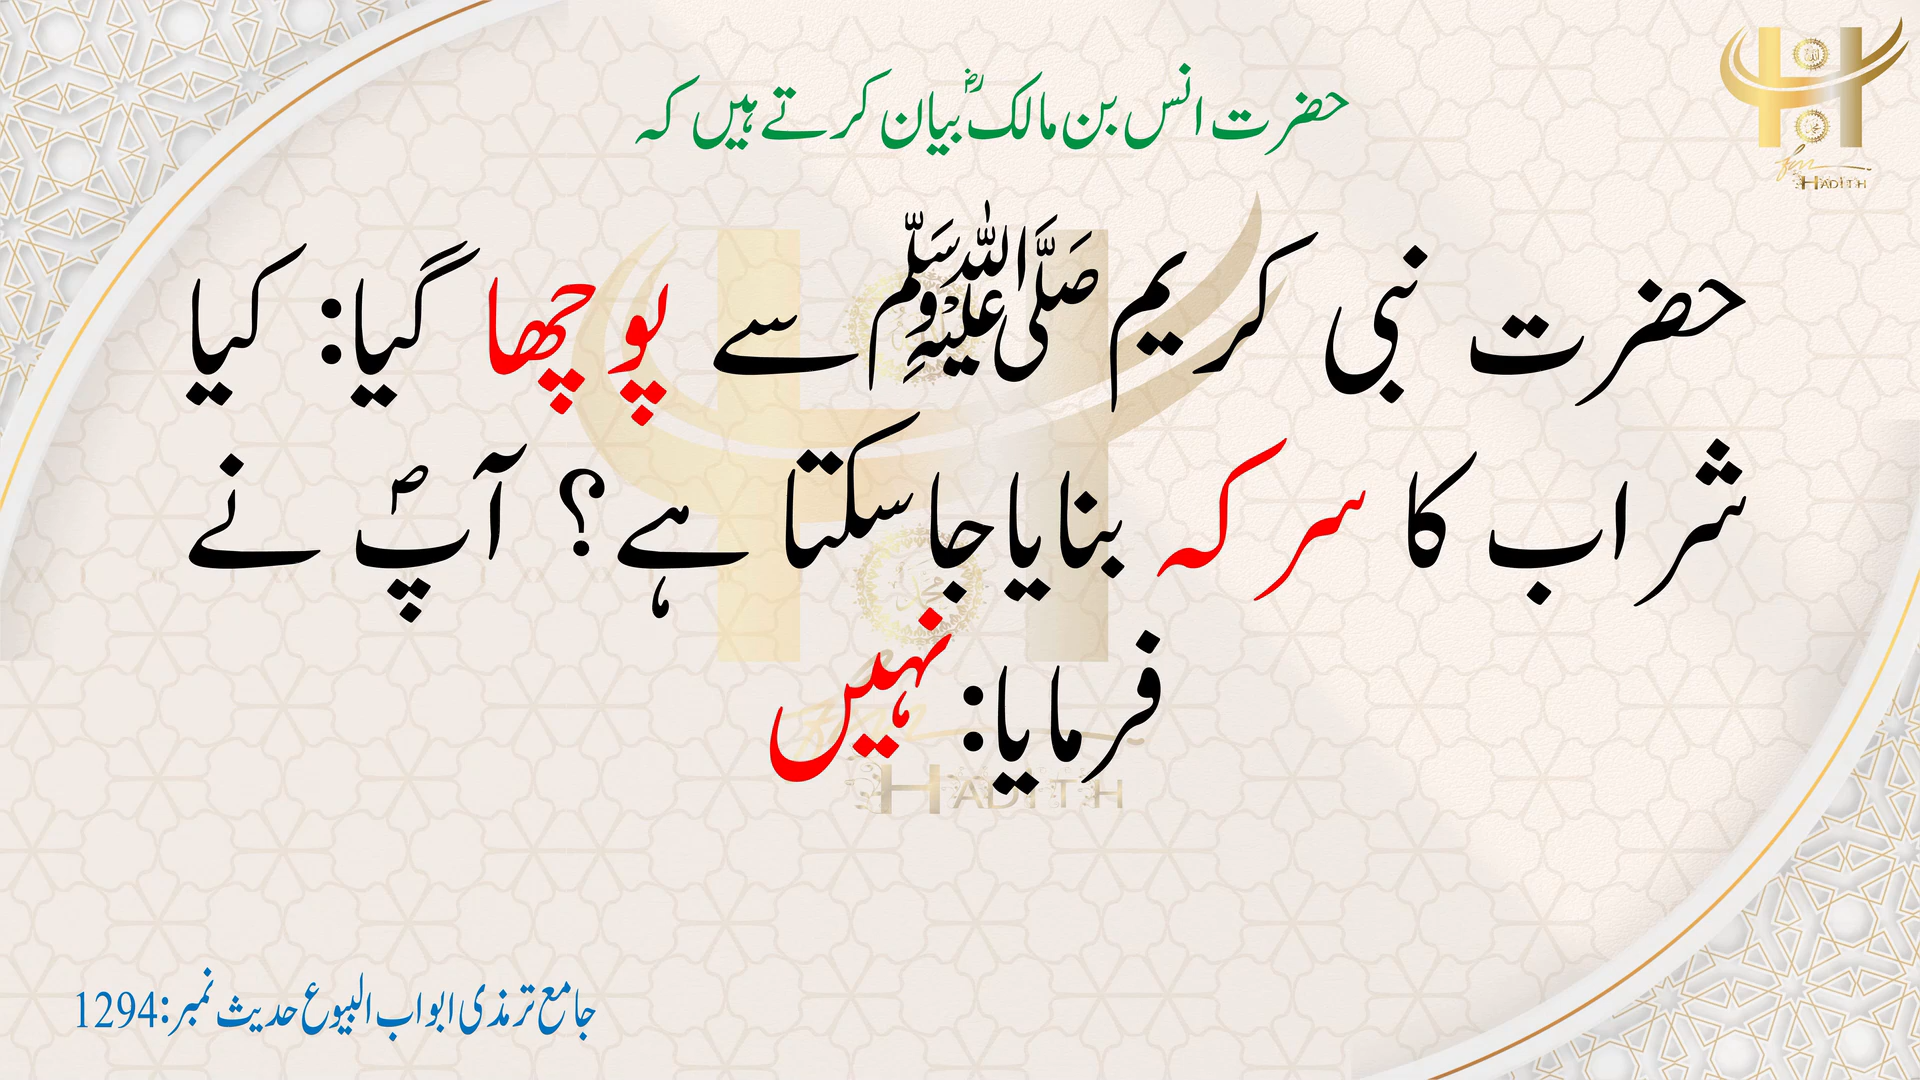 حضرت انس بن مالکؓ بیان کرتے ہیں کہ
حضرت نبی کریم ﷺ سے پوچھا گیا: کیا
شراب کا سرکہ بنایا جاسکتا ہے؟ آپؐ نے
فرمایا: نہیں
جامع ترمذی ابواب البیوع حدیث نمبر:1294
HADITH
HADITH